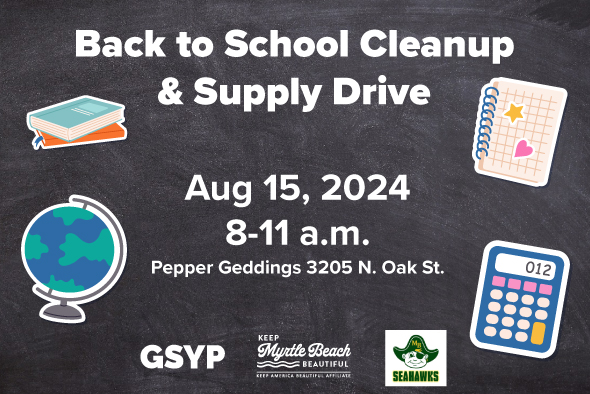 Back to School Cleanup
& Supply Drive
Aug 15, 2024
8-11 a.m.
Pepper Geddings 3205 N. Oak St.
012
GSYP
KEEP
Myrtle Beach
BEAUTIFUL
KEEP AMERICA BEAUTIFUL AFFILIATE
MB
SEAHAWKS